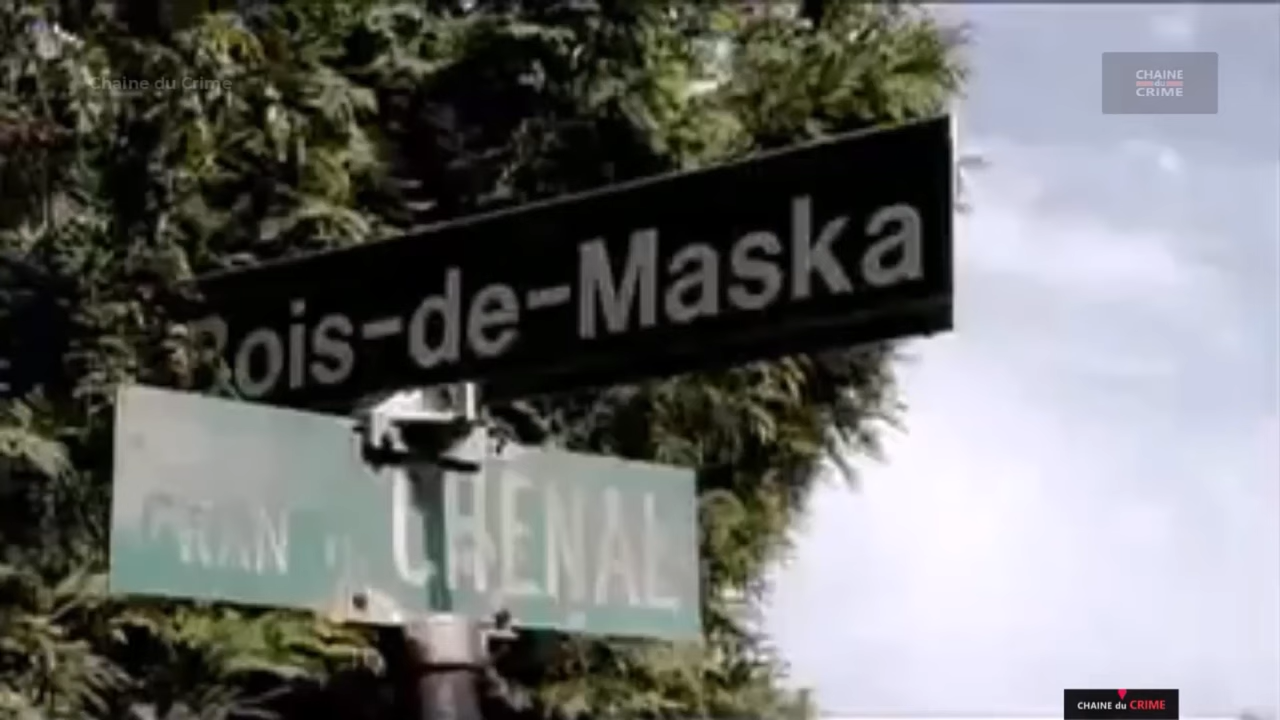 Chaine du Crime
CHAINE
du
CRIME
Bois-de-Maska
CHENAL
CHAINE du CRIME